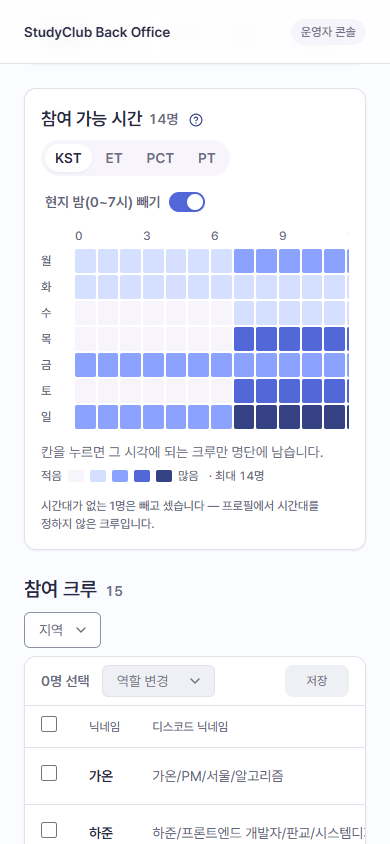 StudyClub Back Office
운영자 콘솔
참여 가능 시간 14명 ?
KST ET PCT PT
현지 밤(0~7시) 빼기
0 3 6 9
월
화
수
목
금
토
일
칸을 누르면 그 시각에 되는 크루만 명단에 남습니다.
적음 많음 · 최대 14명
시간대가 없는 1명은 빼고 셌습니다 — 프로필에서 시간대를
정하지 않은 크루입니다.
참여 크루 15
지역
0명 선택 역할 변경 저장
닉네임 디스코드 닉네임
가온 가온/PM/서울/알고리즘
하준 하준/프론트엔드 개발자/판교/시스템디